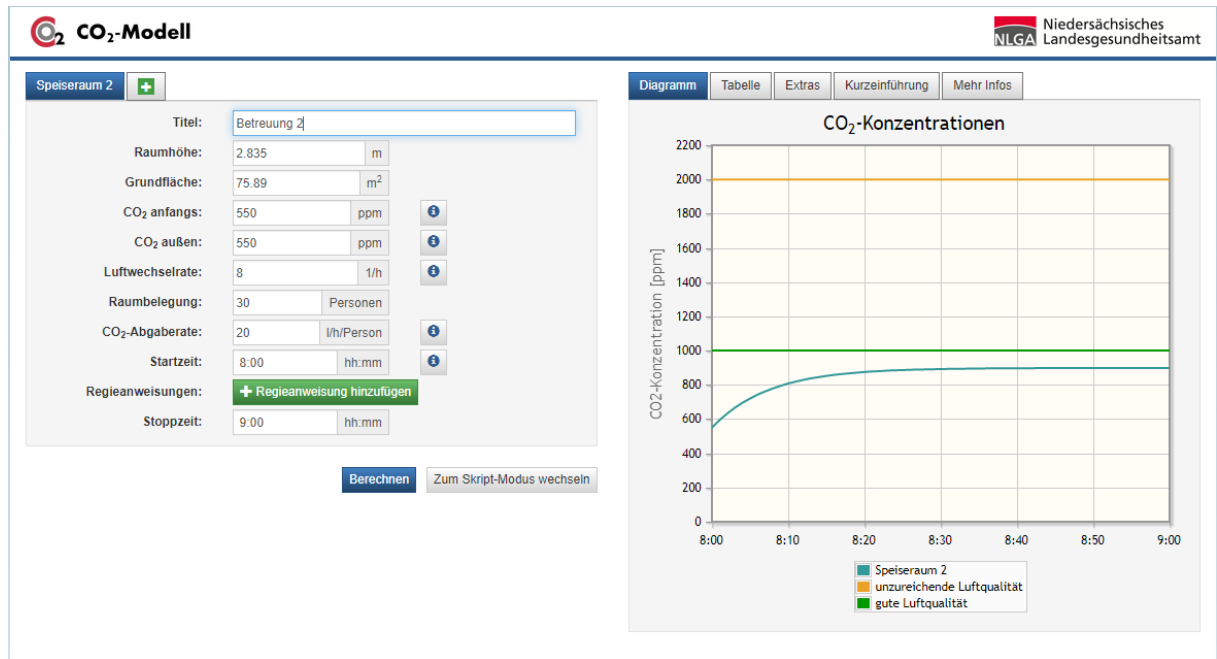 CO₂ CO₂-Modell
NLGA Niedersächsisches
Landesgesundheitsamt
Speiseraum 2
Titel: Betreuung 2
Raumhöhe: 2.835 m
Grundfläche: 75.89 m²
CO₂ anfangs: 550 ppm
CO₂ außen: 550 ppm
Luftwechselrate: 8 1/h
Raumbelegung: 30 Personen
CO₂-Abgaberate: 20 l/h/Person
Startzeit: 8:00 hh:mm
Regieanweisungen: + Regieanweisung hinzufügen
Stoppzeit: 9:00 hh:mm
Berechnen Zum Skript-Modus wechseln
Diagramm Tabelle Extras Kurzeinführung Mehr Infos
CO₂-Konzentrationen
CO2-Konzentration [ppm]
2200
2000
1800
1600
1400
1200
1000
800
600
400
200
0
8:00 8:10 8:20 8:30 8:40 8:50 9:00
Speiseraum 2
unzureichende Luftqualität
gute Luftqualität